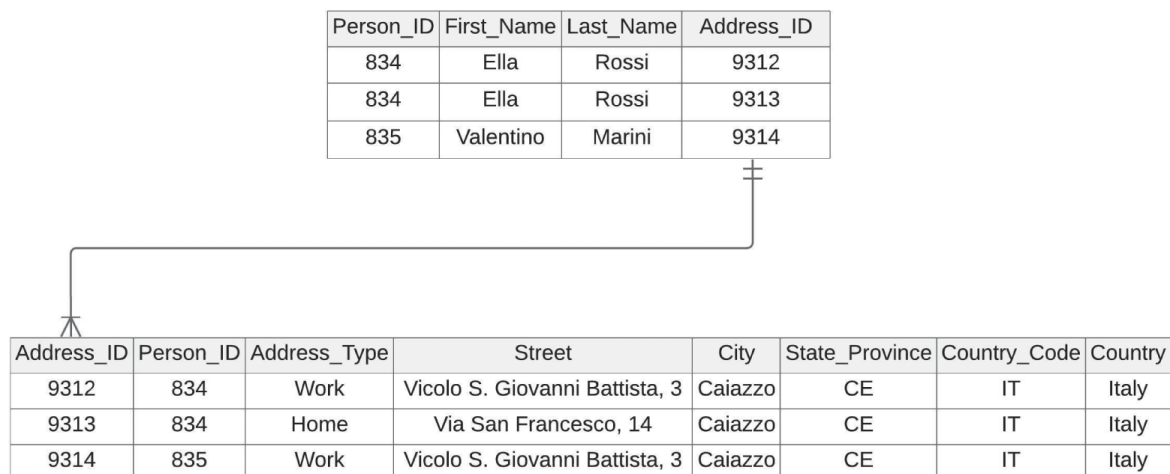 Person_ID First_Name Last_Name Address_ID
834 Ella Rossi 9312
834 Ella Rossi 9313
835 Valentino Marini 9314
Address_ID Person_ID Address_Type Street City State_Province Country_Code Country
9312 834 Work Vicolo S. Giovanni Battista, 3 Caiazzo CE IT Italy
9313 834 Home Via San Francesco, 14 Caiazzo CE IT Italy
9314 835 Work Vicolo S. Giovanni Battista, 3 Caiazzo CE IT Italy